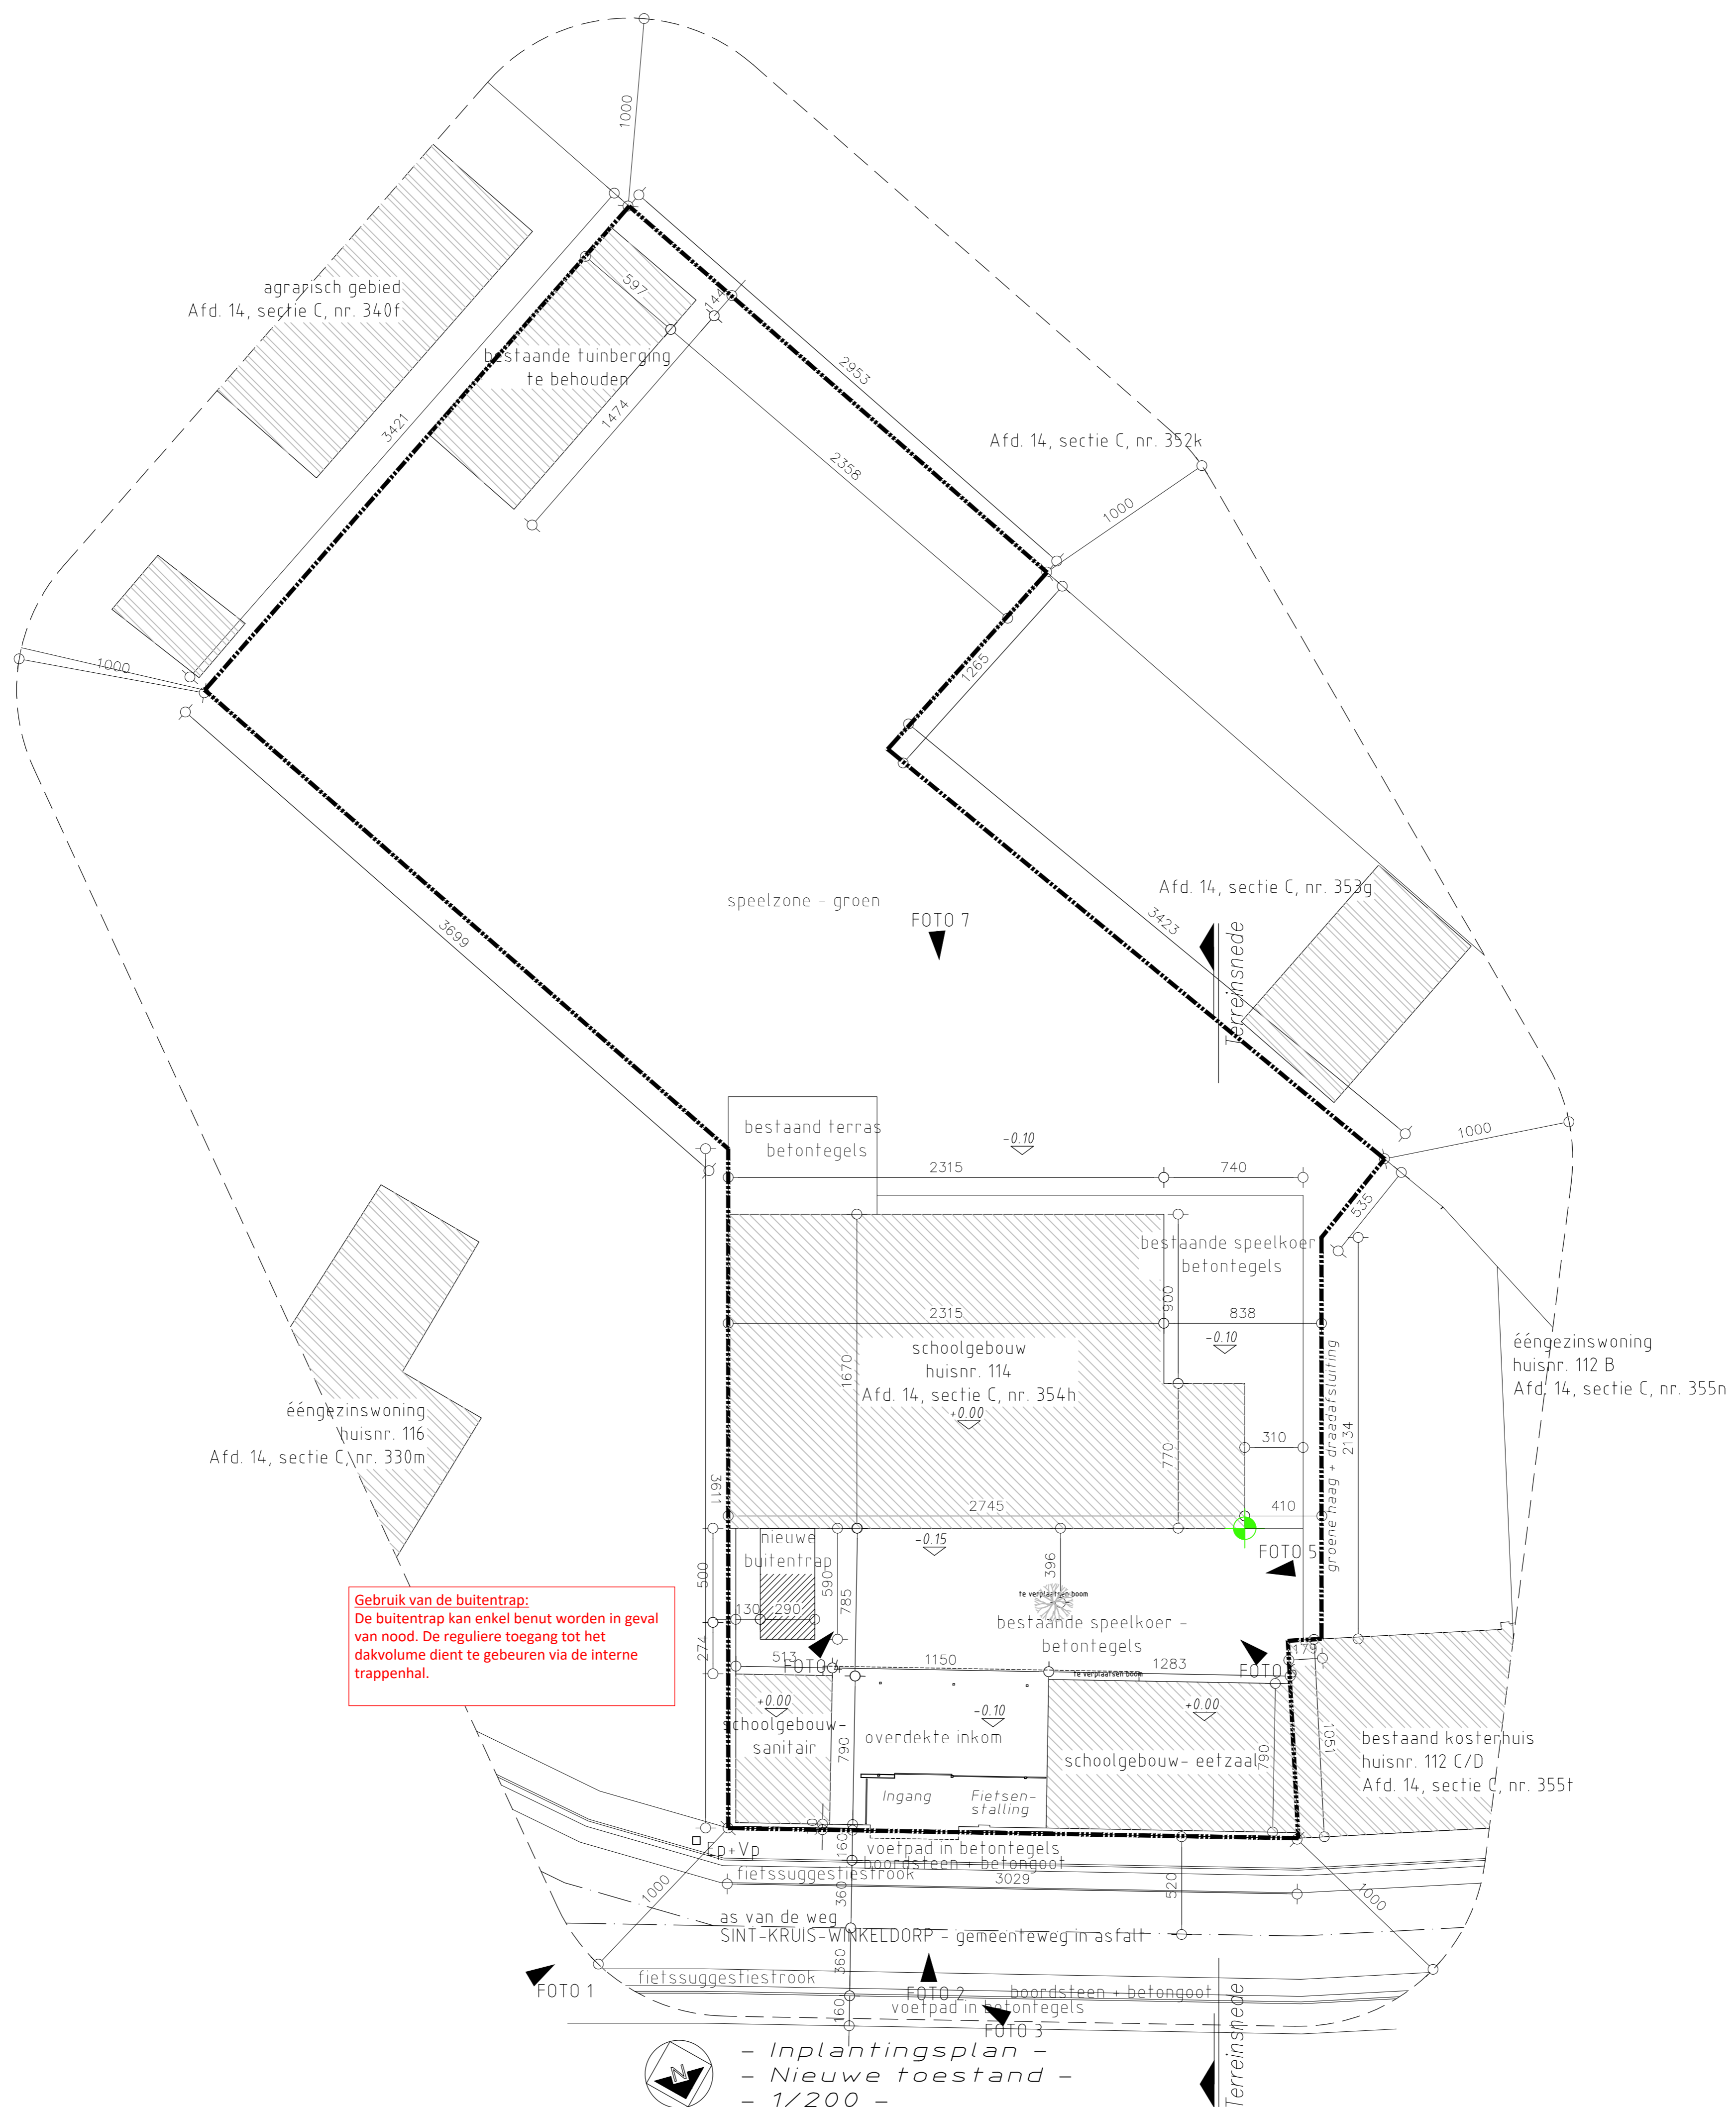 1000
agrarisch gebied
Afd. 14, sectie C, nr. 340f
597
144
bestaande tuinberging
te behouden
2953
3421
1474
Afd. 14, sectie C, nr. 352k
2358
1000
1000
1265
Afd. 14, sectie C, nr. 353g
speelzone - groen
FOTO 7
3423
3699
Terreinsnede
bestaand terras
betontegels
-0.10
1000
2315
740
535
bestaande speelkoer
betontegels
900
2315
838
-0.10
schoolgebouw
huisnr. 114
Afd. 14, sectie C, nr. 354h
+0.00
1670
groene haag + draadafsluiting
2134
ééngezinswoning
huisnr. 112 B
Afd. 14, sectie C, nr. 355n
ééngezinswoning
huisnr. 116
Afd. 14, sectie C, nr. 330m
310
770
3611
2745
410
nieuwe
buitentrap
-0.15
FOTO 5
500
590
785
396
te verplaatsen boom
Gebruik van de buitentrap:
De buitentrap kan enkel benut worden in geval
van nood. De reguliere toegang tot het
dakvolume dient te gebeuren via de interne
trappenhal.
130
290
bestaande speelkoer -
betontegels
274
513
FOTO 4
1150
te verplaatsen boom
1283
FOTO
179
+0.00
schoolgebouw-
sanitair
-0.10
overdekte inkom
790
+0.00
schoolgebouw- eetzaal
790
1051
bestaand kosterhuis
huisnr. 112 C/D
Afd. 14, sectie C, nr. 355t
Ingang
Fietsen-
stalling
Ep+Vp
160
voetpad in betontegels
boordsteen + betongoot
fietssuggestiestrook
3029
1000
360
520
1000
as van de weg
SINT-KRUIS-WINKELDORP - gemeenteweg in asfalt
360
fietssuggestiestrook
FOTO 1
FOTO 2
boordsteen + betongoot
160
voetpad in betontegels
FOTO 3
Terreinsnede
N
- Inplantingsplan -
- Nieuwe toestand -
- 1/200 -